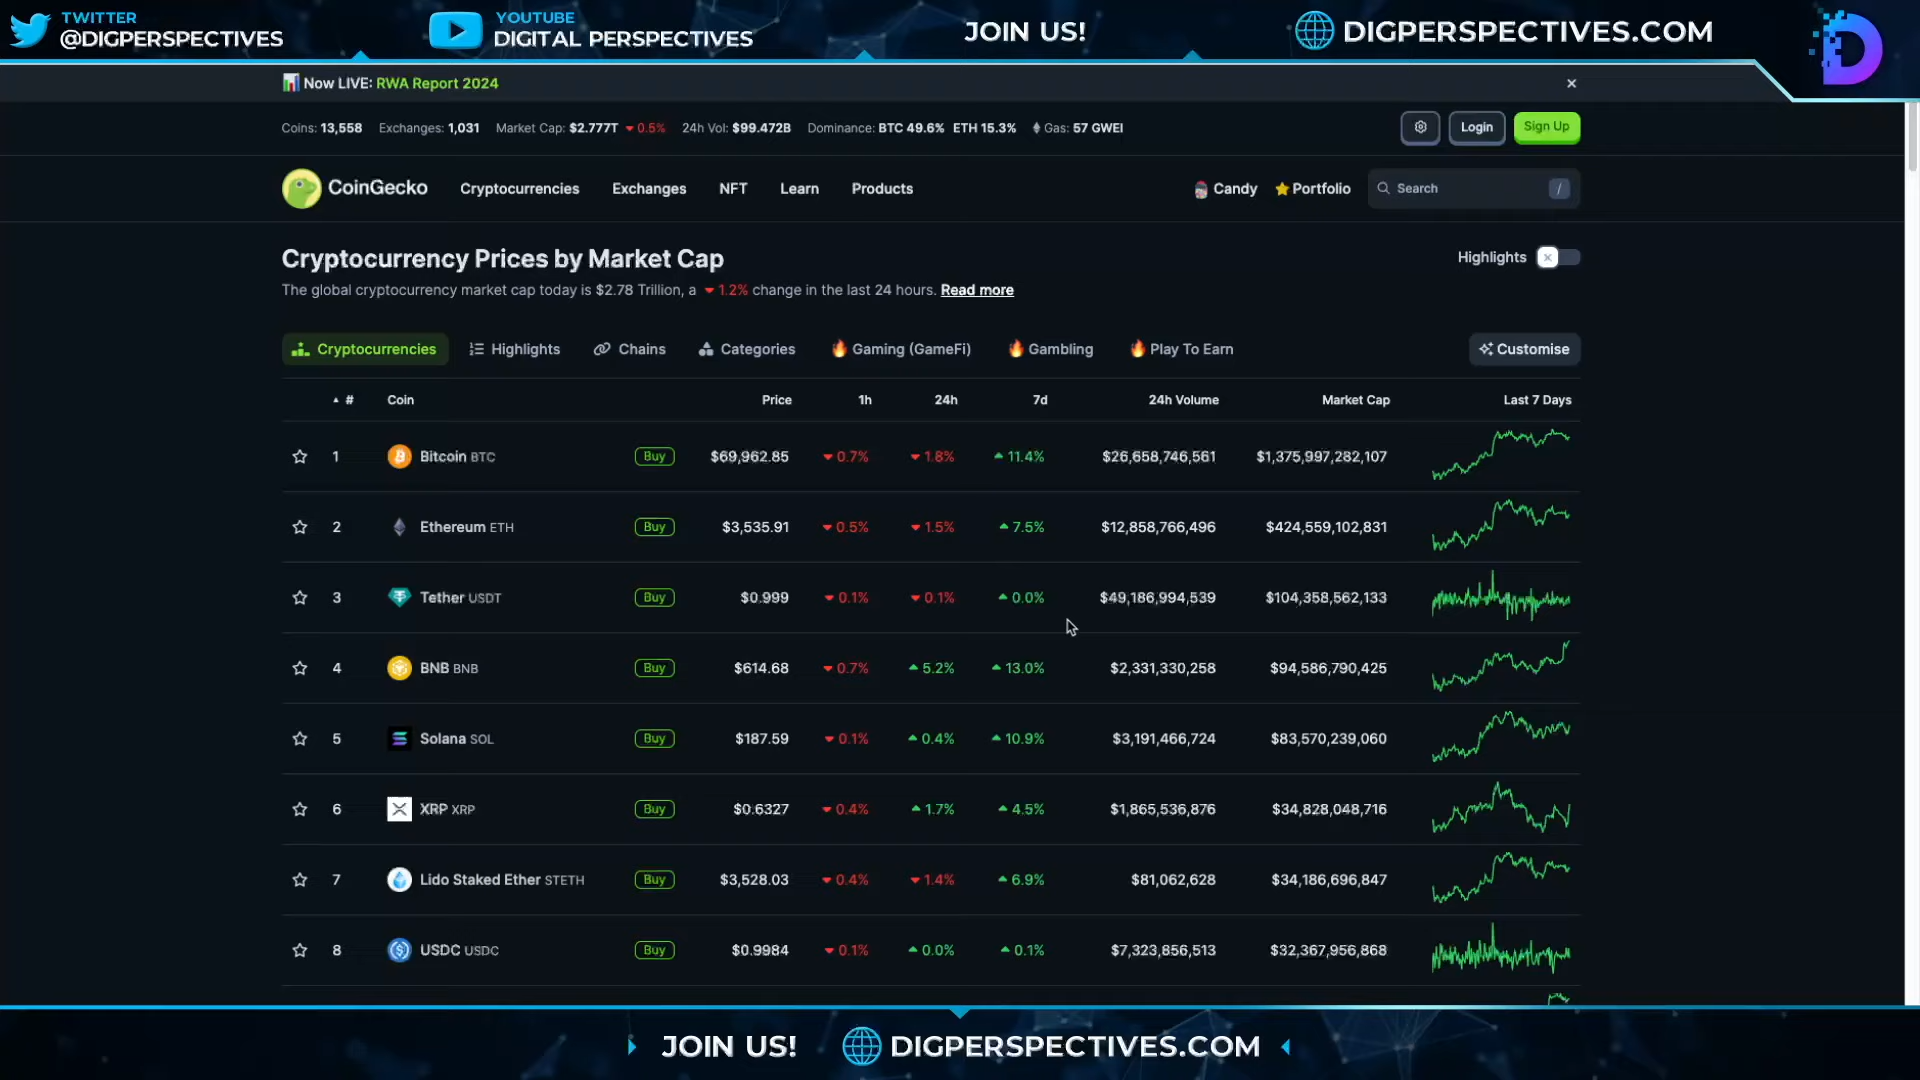 TWITTER
@DIGPERSPECTIVES
YOUTUBE
DIGITAL PERSPECTIVES
JOIN US!
DIGPERSPECTIVES.COM
Now LIVE: RWA Report 2024
Coins: 13,558 Exchanges: 1,031 Market Cap: $2.777T 0.5% 24h Vol: $99.472B Dominance: BTC 49.6% ETH 15.3% Gas: 57 GWEI
Login Sign Up
CoinGecko Cryptocurrencies Exchanges NFT Learn Products Candy Portfolio Search /
Cryptocurrency Prices by Market Cap
Highlights
The global cryptocurrency market cap today is $2.78 Trillion, a 1.2% change in the last 24 hours. Read more
Cryptocurrencies Highlights Chains Categories Gaming (GameFi) Gambling Play To Earn Customise
# Coin Price 1h 24h 7d 24h Volume Market Cap Last 7 Days
1 Bitcoin BTC Buy $69,962.85 0.7% 1.8% 11.4% $26,658,746,561 $1,375,997,282,107
2 Ethereum ETH Buy $3,535.91 0.5% 1.5% 7.5% $12,858,766,496 $424,559,102,831
3 Tether USDT Buy $0.999 0.1% 0.1% 0.0% $49,186,994,539 $104,358,562,133
4 BNB BNB Buy $614.68 0.7% 5.2% 13.0% $2,331,330,258 $94,586,790,425
5 Solana SOL Buy $187.59 0.1% 0.4% 10.9% $3,191,466,724 $83,570,239,060
6 XRP XRP Buy $0.6327 0.4% 1.7% 4.5% $1,865,536,876 $34,828,048,716
7 Lido Staked Ether STETH Buy $3,528.03 0.4% 1.4% 6.9% $81,062,628 $34,186,696,847
8 USDC USDC Buy $0.9984 0.1% 0.0% 0.1% $7,323,856,513 $32,367,956,868
JOIN US! DIGPERSPECTIVES.COM